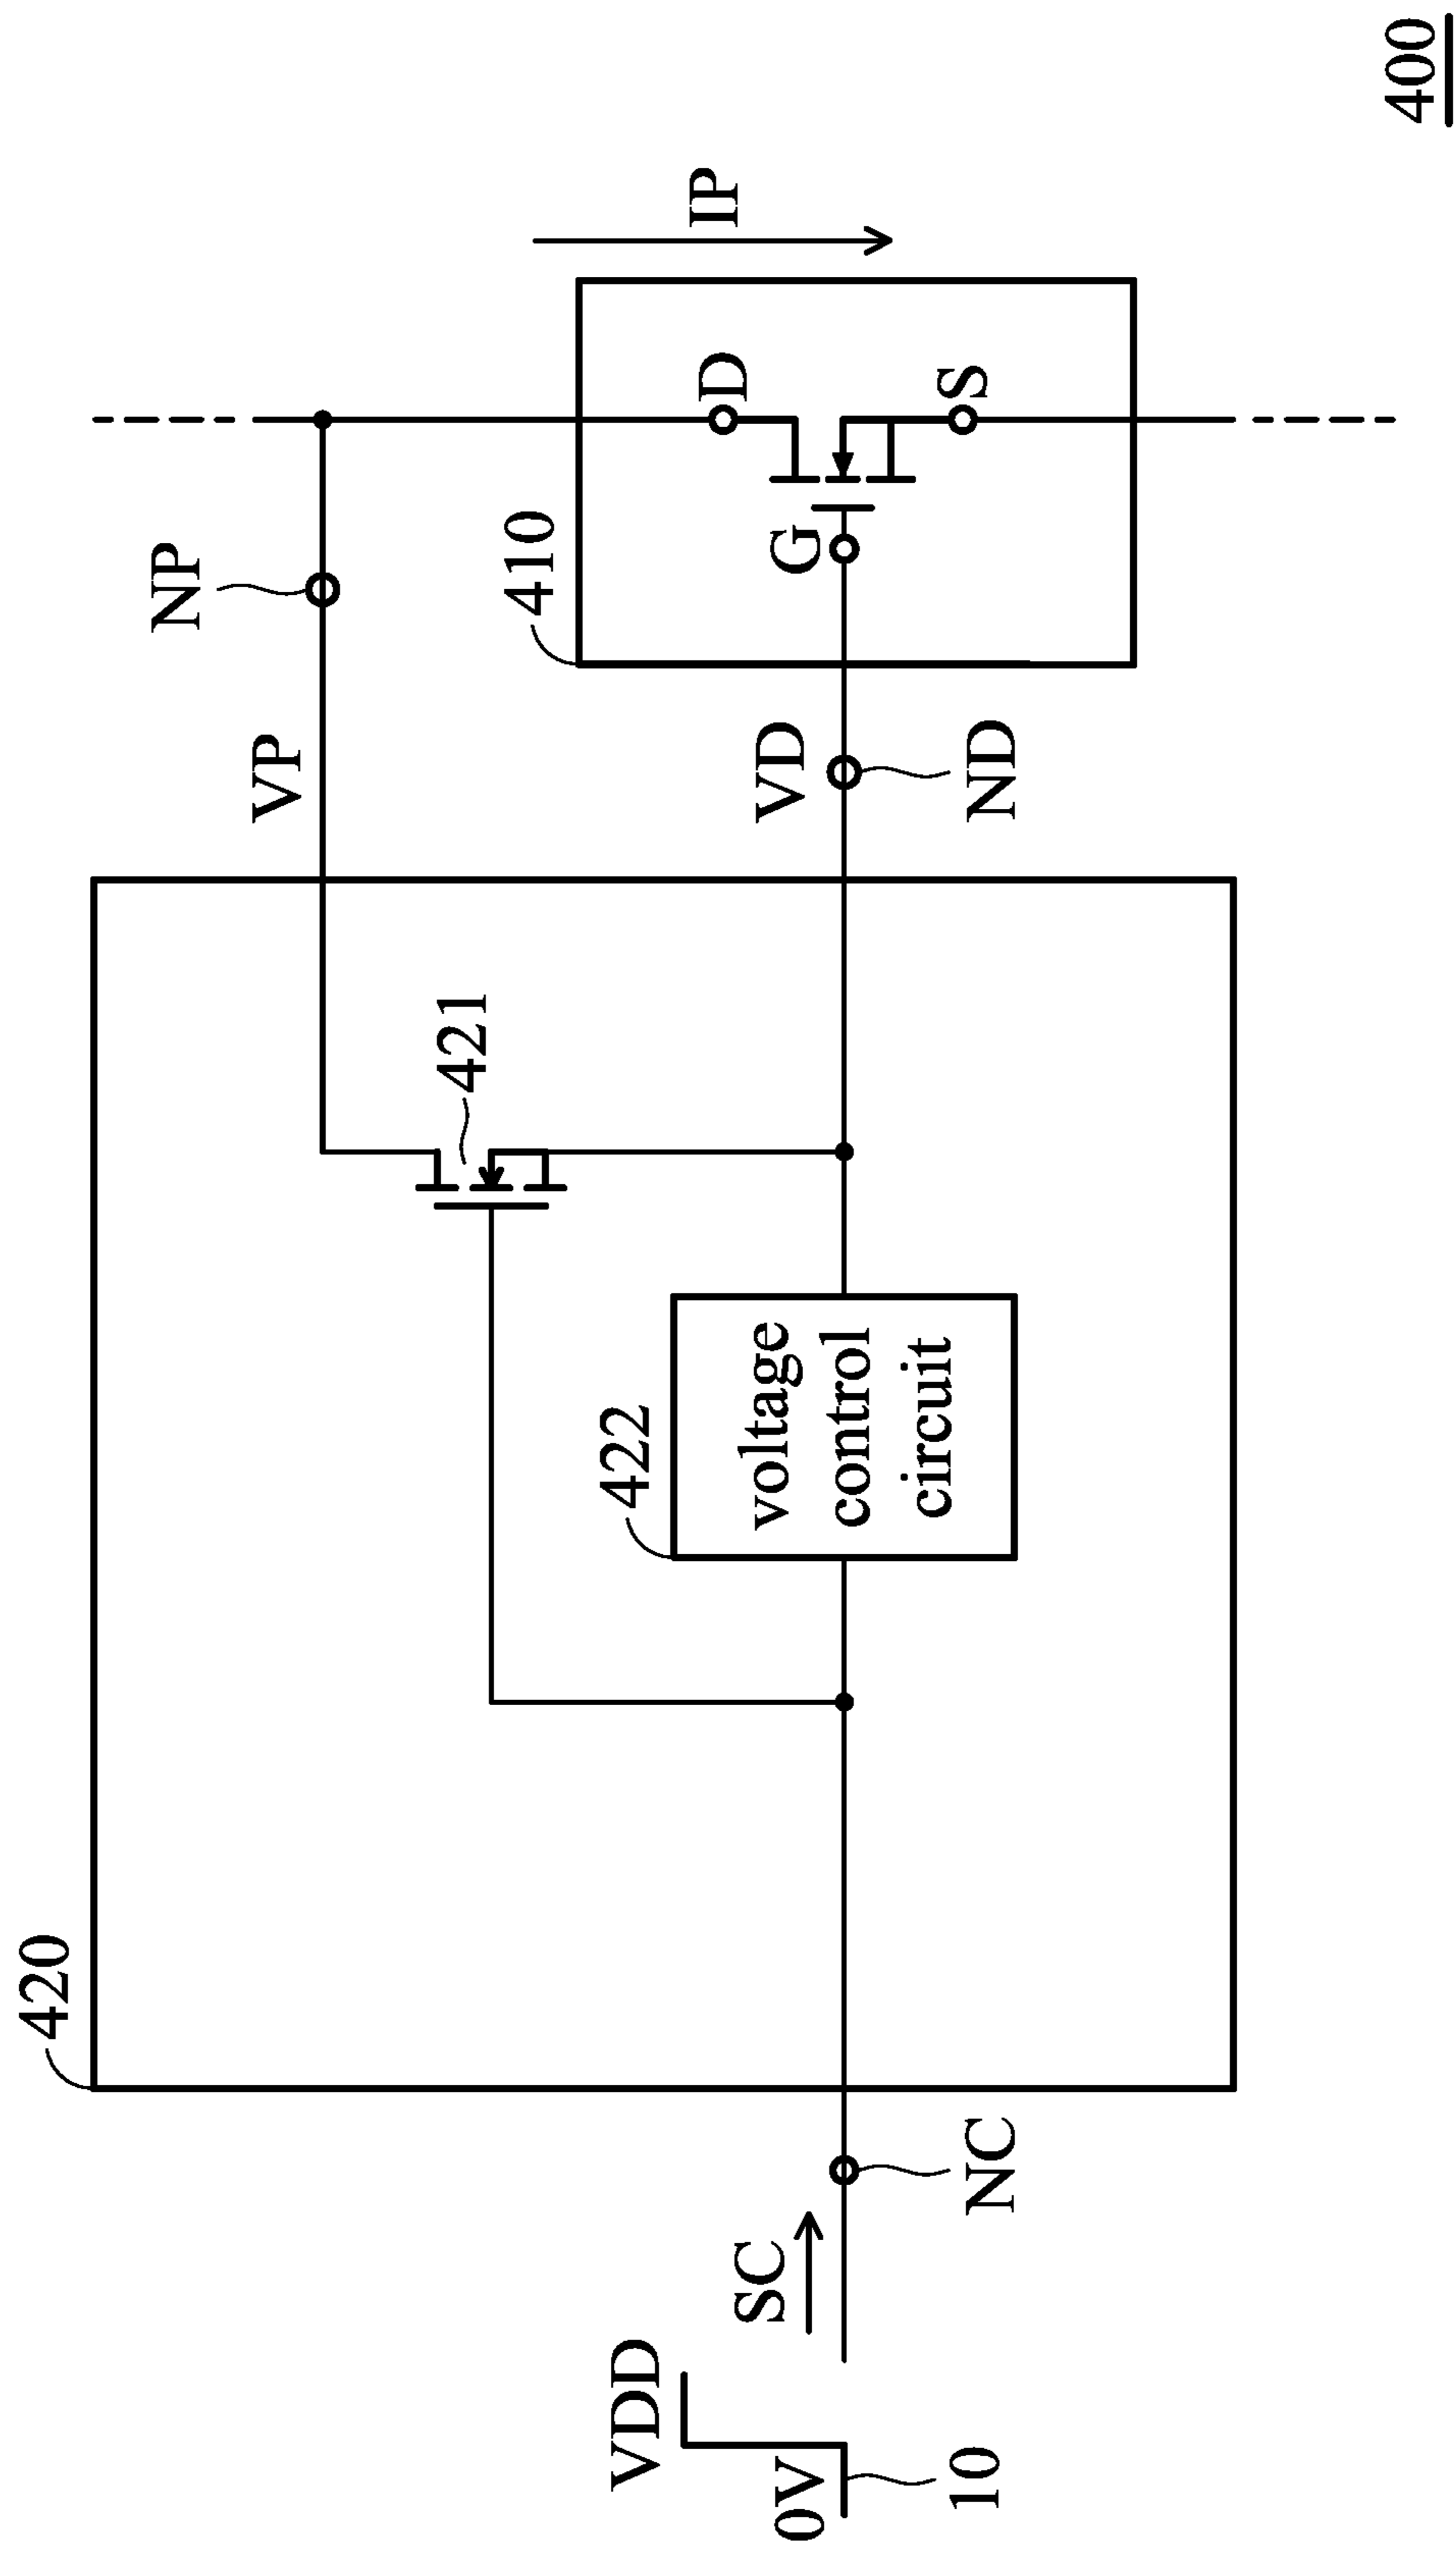 420
NP
VP
421
IP
410
D
G
S
422
voltage
control
circuit
VD
ND
VDD
0V
10
SC
NC
400